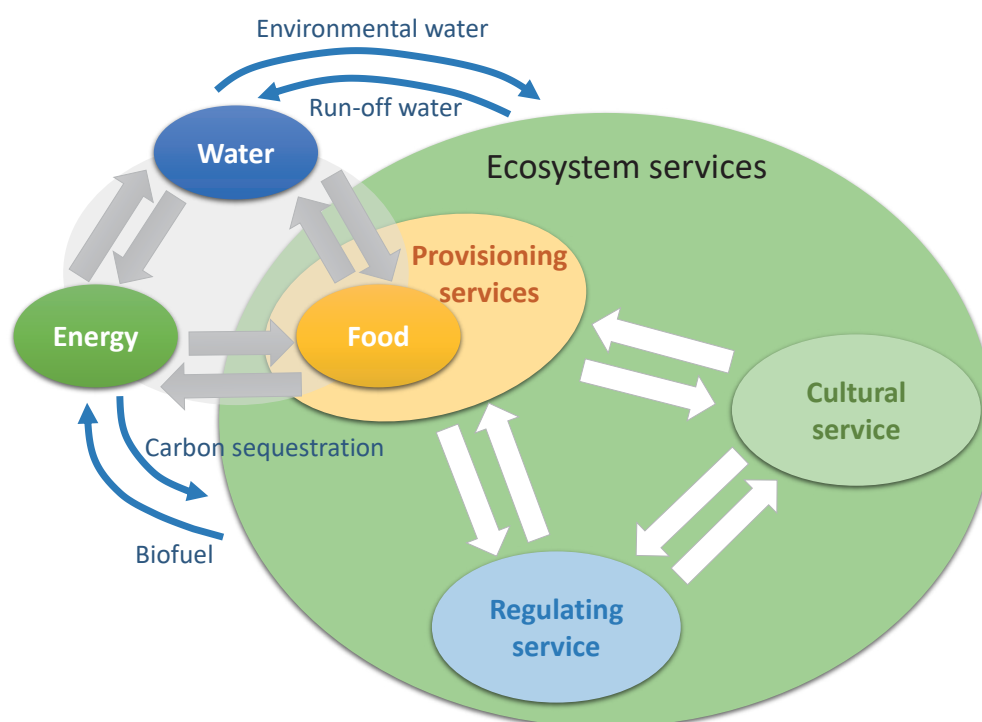 Environmental water
Run-off water
Water
Ecosystem services
Provisioning
services
Energy
Food
Cultural
service
Carbon sequestration
Biofuel
Regulating
service